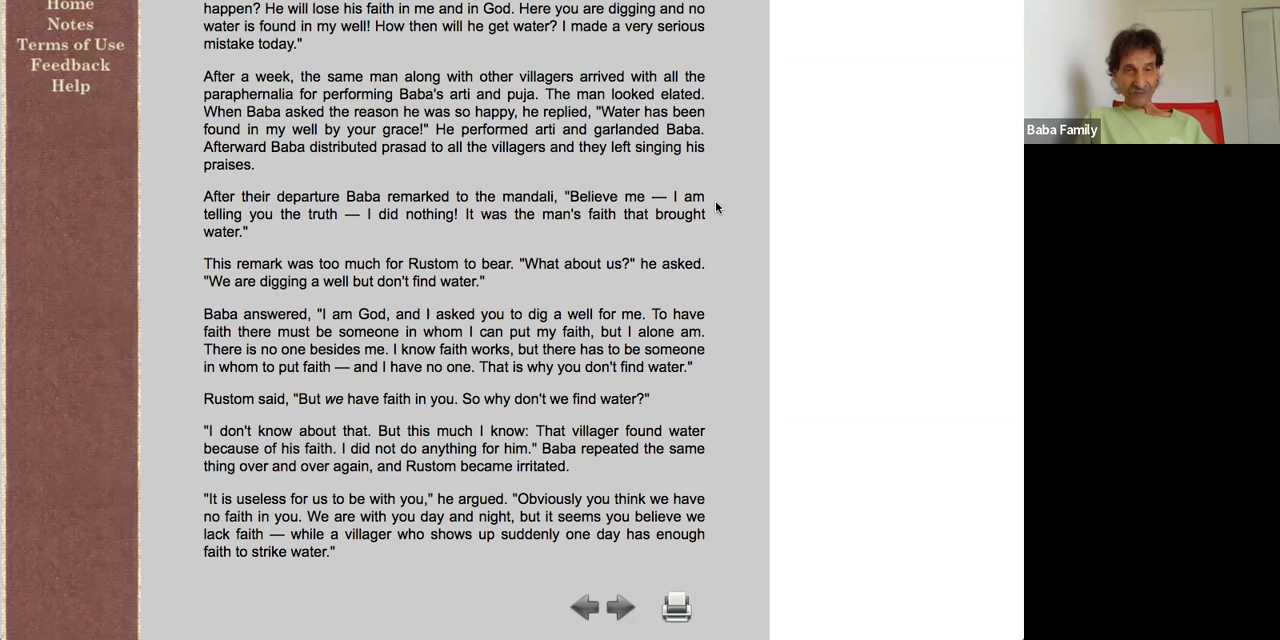 Home
Notes
Terms of Use
Feedback
Help
happen? He will lose his faith in me and in God. Here you are digging and no
water is found in my well! How then will he get water? I made a very serious
mistake today."
After a week, the same man along with other villagers arrived with all the
paraphernalia for performing Baba's arti and puja. The man looked elated.
When Baba asked the reason he was so happy, he replied, "Water has been
found in my well by your grace!" He performed arti and garlanded Baba.
Afterward Baba distributed prasad to all the villagers and they left singing his
praises.
After their departure Baba remarked to the mandali, "Believe me — I am
telling you the truth — I did nothing! It was the man's faith that brought
water."
This remark was too much for Rustom to bear. "What about us?" he asked.
"We are digging a well but don't find water."
Baba answered, "I am God, and I asked you to dig a well for me. To have
faith there must be someone in whom I can put my faith, but I alone am.
There is no one besides me. I know faith works, but there has to be someone
in whom to put faith — and I have no one. That is why you don't find water."
Rustom said, "But we have faith in you. So why don't we find water?"
"I don't know about that. But this much I know: That villager found water
because of his faith. I did not do anything for him." Baba repeated the same
thing over and over again, and Rustom became irritated.
"It is useless for us to be with you," he argued. "Obviously you think we have
no faith in you. We are with you day and night, but it seems you believe we
lack faith — while a villager who shows up suddenly one day has enough
faith to strike water."
Baba Family